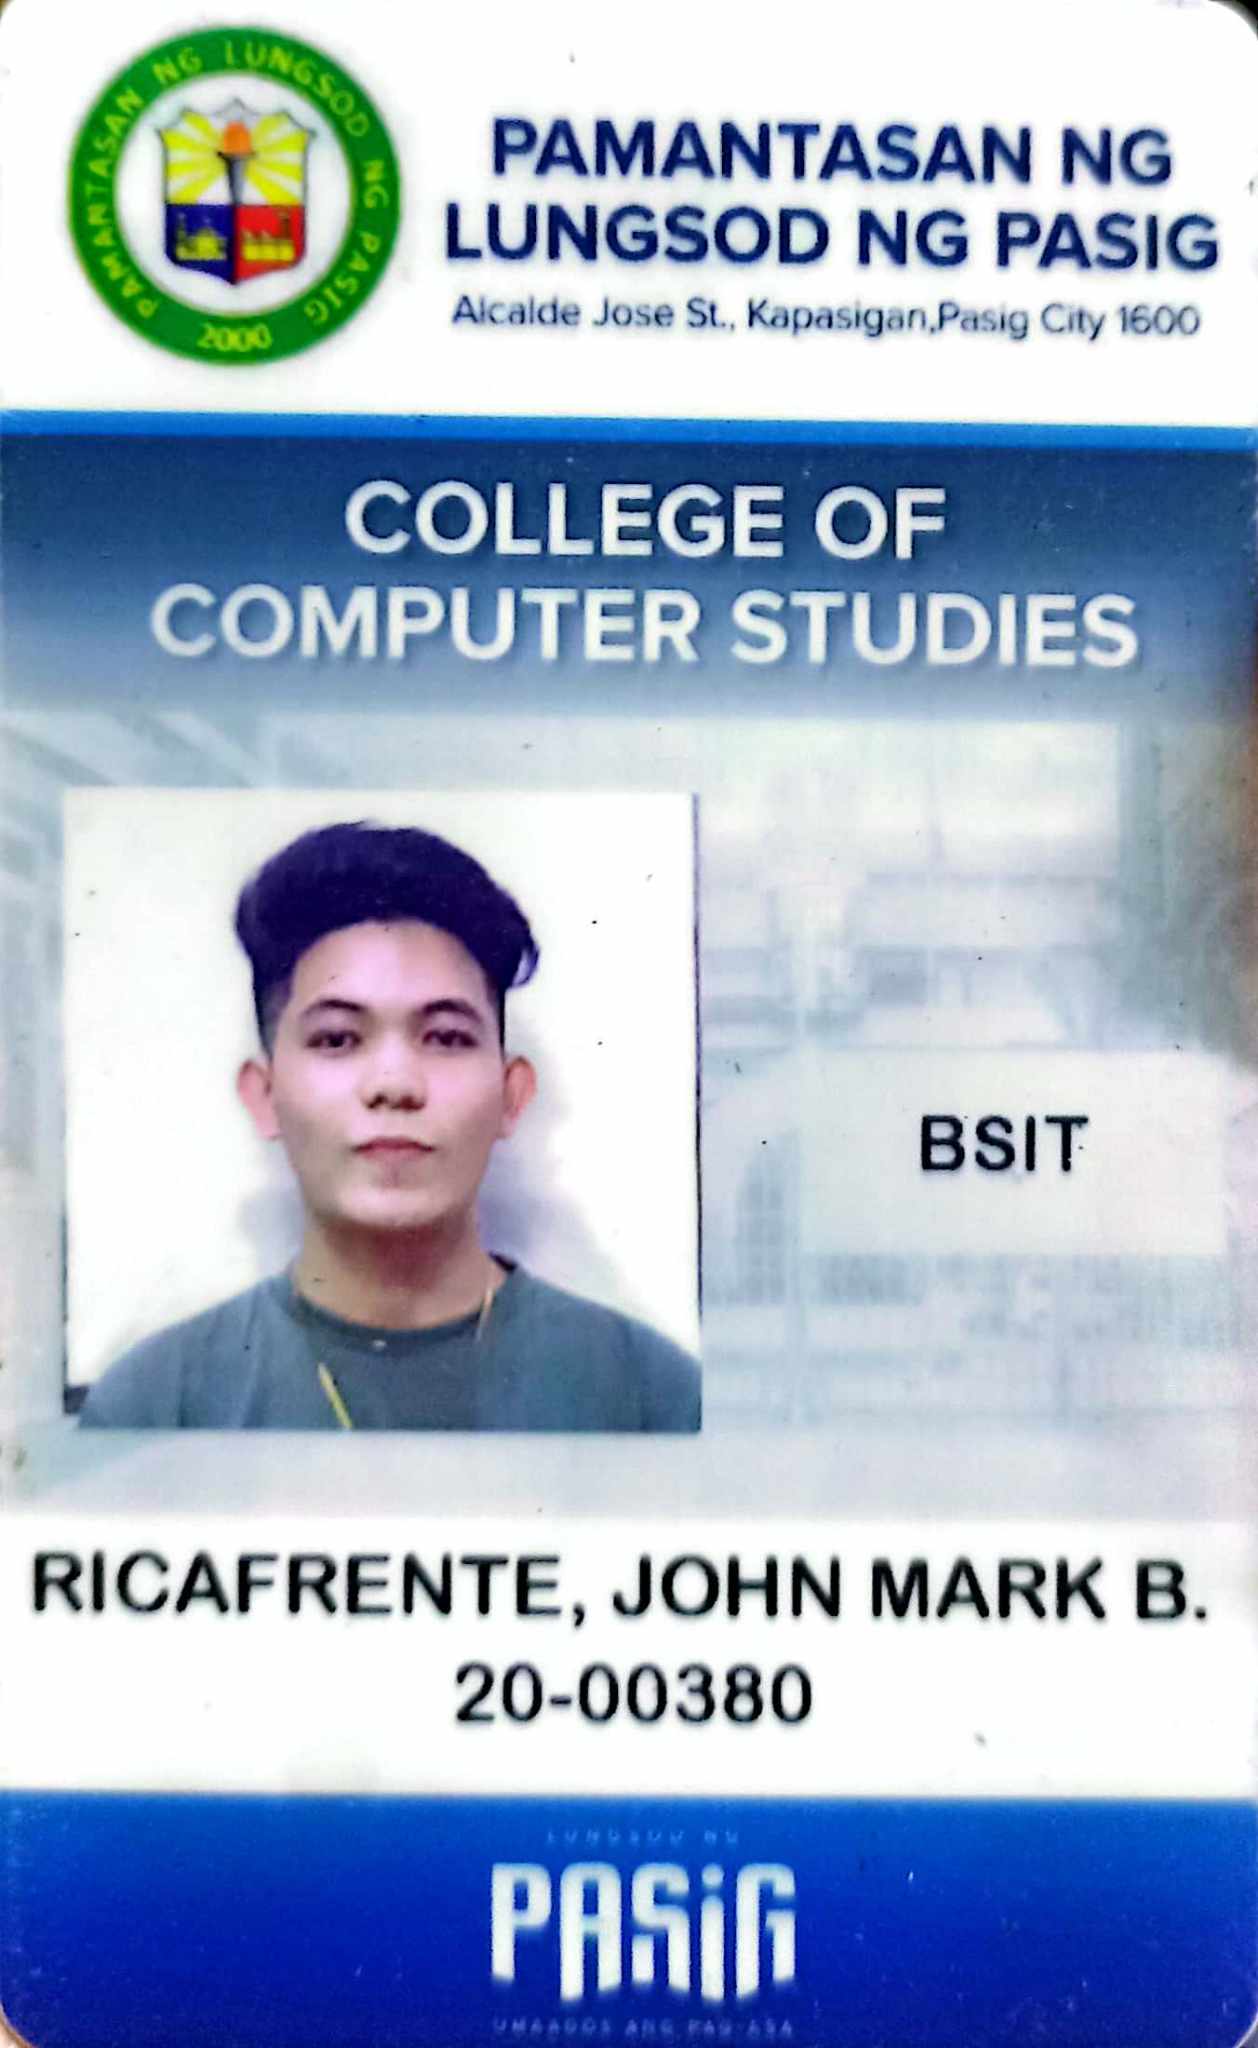 PAMANTASAN NG LUNGSOD NG PASIG
2000
PAMANTASAN NG
LUNGSOD NG PASIG
Alcalde Jose St., Kapasigan,Pasig City 1600
COLLEGE OF
COMPUTER STUDIES
BSIT
RICAFRENTE, JOHN MARK B.
20-00380
LUNGSOD NG
PASiG
UMAAGOS ANG PAG-ASA